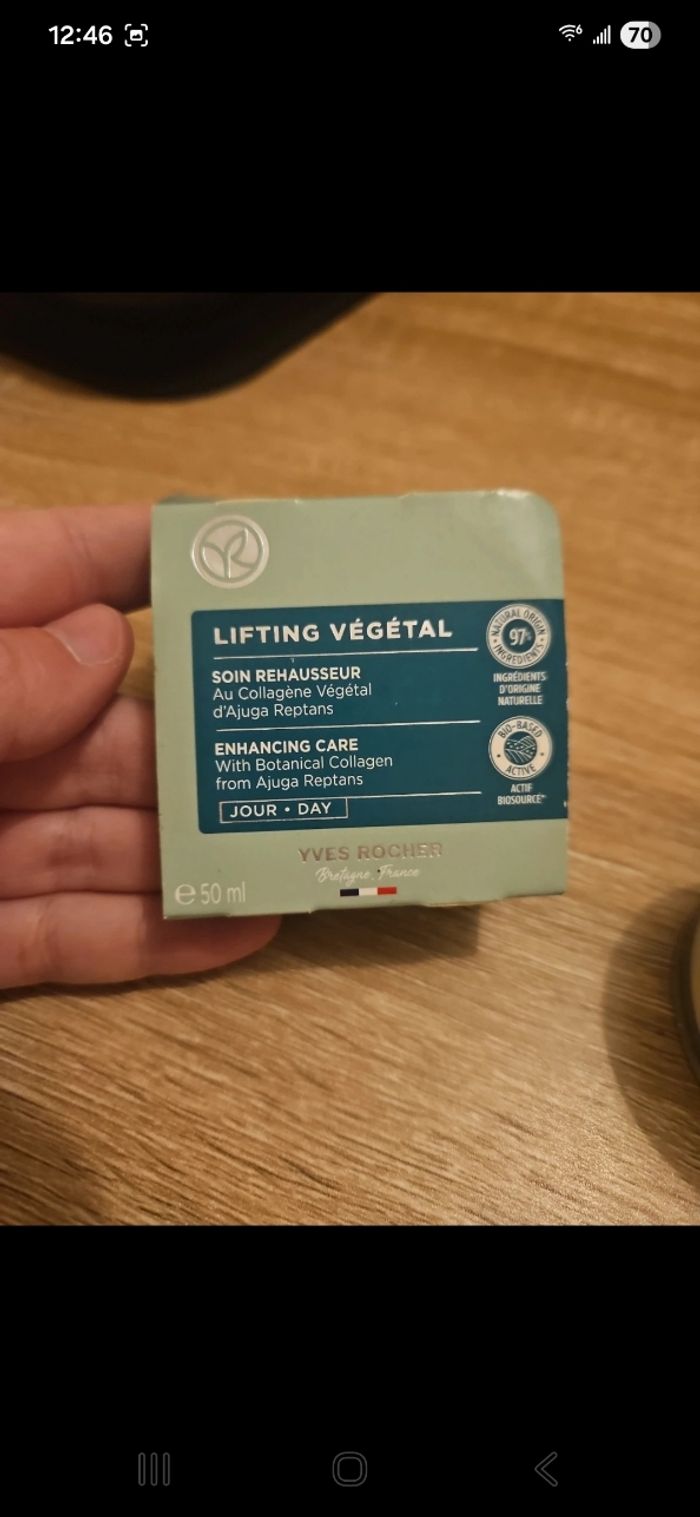 12:46
70
LIFTING VÉGÉTAL
SOIN REHAUSSEUR
Au Collagène Végétal
d'Ajuga Reptans
ENHANCING CARE
With Botanical Collagen
from Ajuga Reptans
JOUR • DAY
NATURAL ORIGIN
97%
INGREDIENTS
INGRÉDIENTS
D'ORIGINE
NATURELLE
BIO-BASED
ACTIVE
ACTIF
BIOSOURCÉ
YVES ROCHER
Bretagne, France
e 50 ml